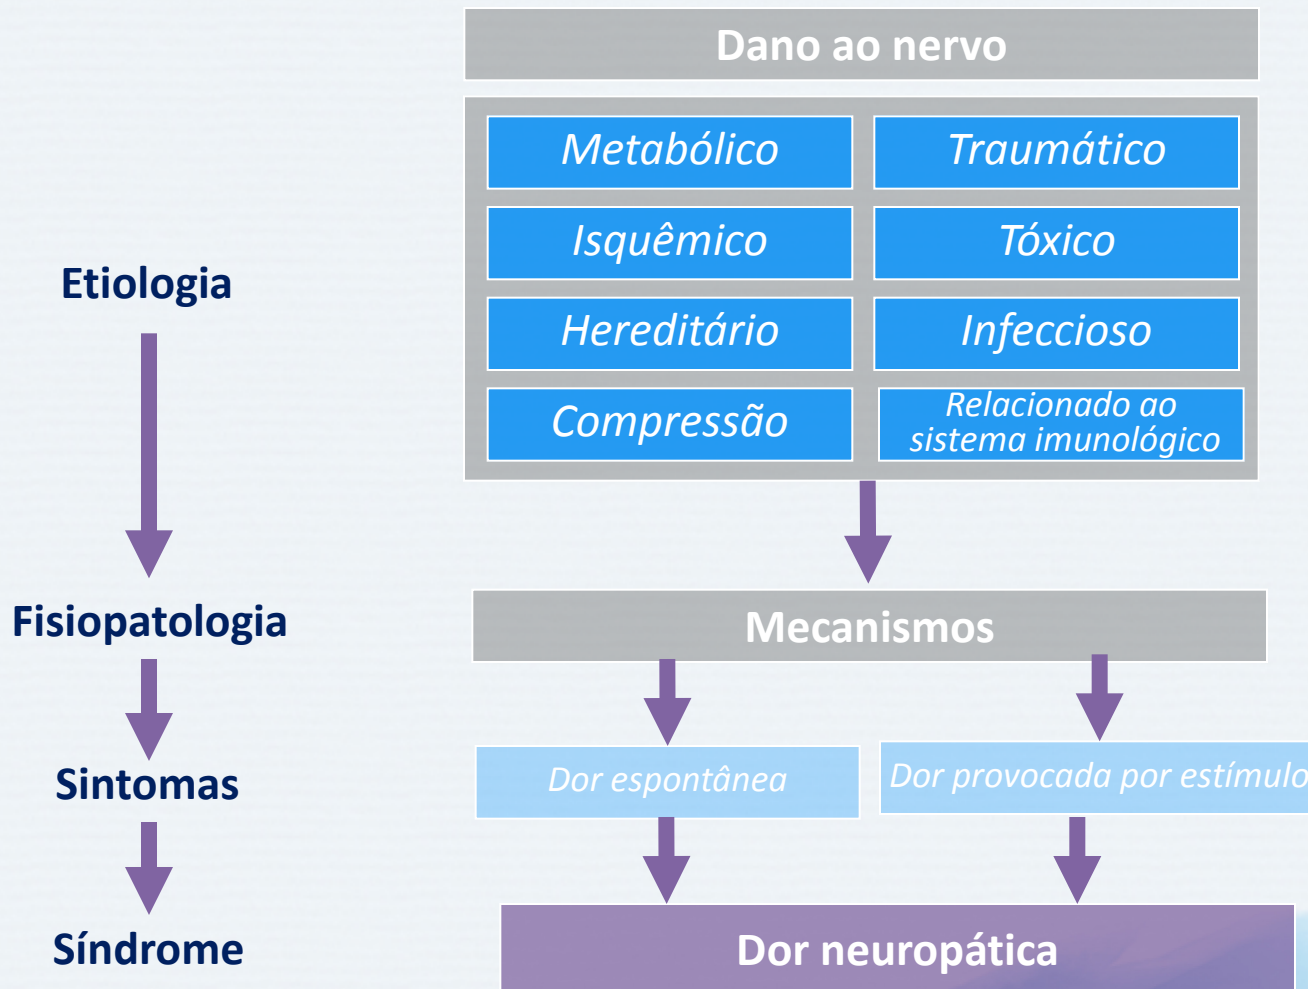 Dano ao nervo
Metabólico
Traumático
Isquêmico
Tóxico
Etiologia
Hereditário
Infeccioso
Compressão
Relacionado ao
sistema imunológico
Fisiopatologia
Mecanismos
Sintomas
Dor espontânea
Dor provocada por estímulo
Síndrome
Dor neuropática